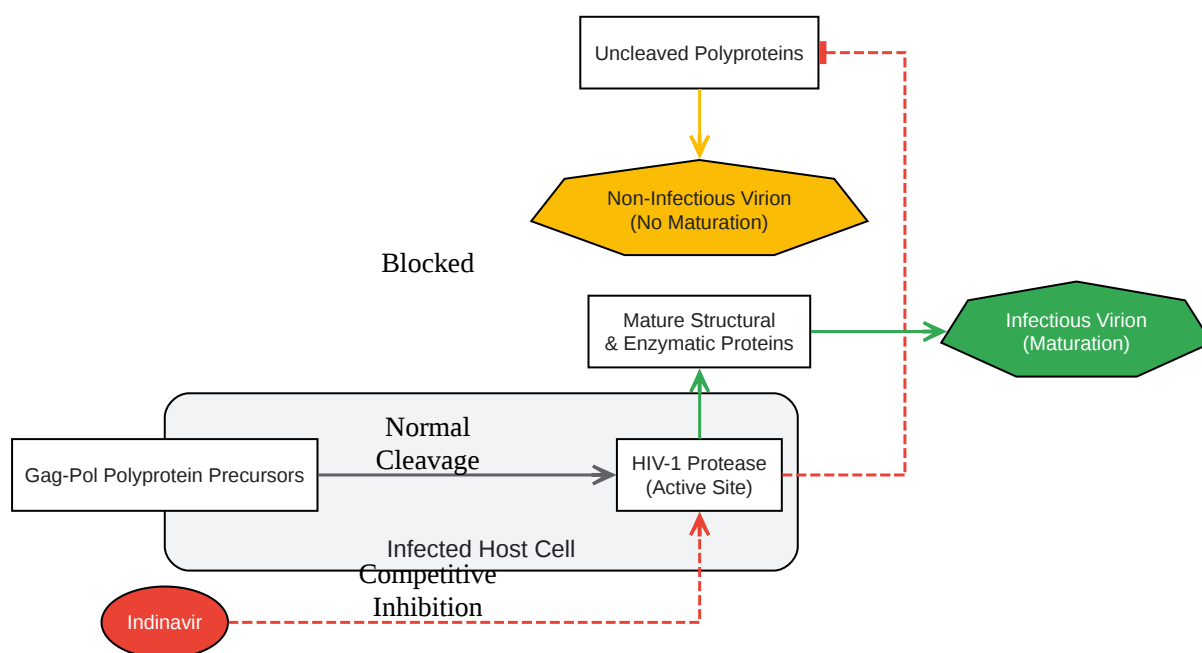 Uncleaved Polyproteins
Non-Infectious Virion
(No Maturation)
Blocked
Mature Structural
& Enzymatic Proteins
Infectious Virion
(Maturation)
Normal
Cleavage
Gag-Pol Polyprotein Precursors
HIV-1 Protease
(Active Site)
Infected Host Cell
Competitive
Inhibition
Indinavir